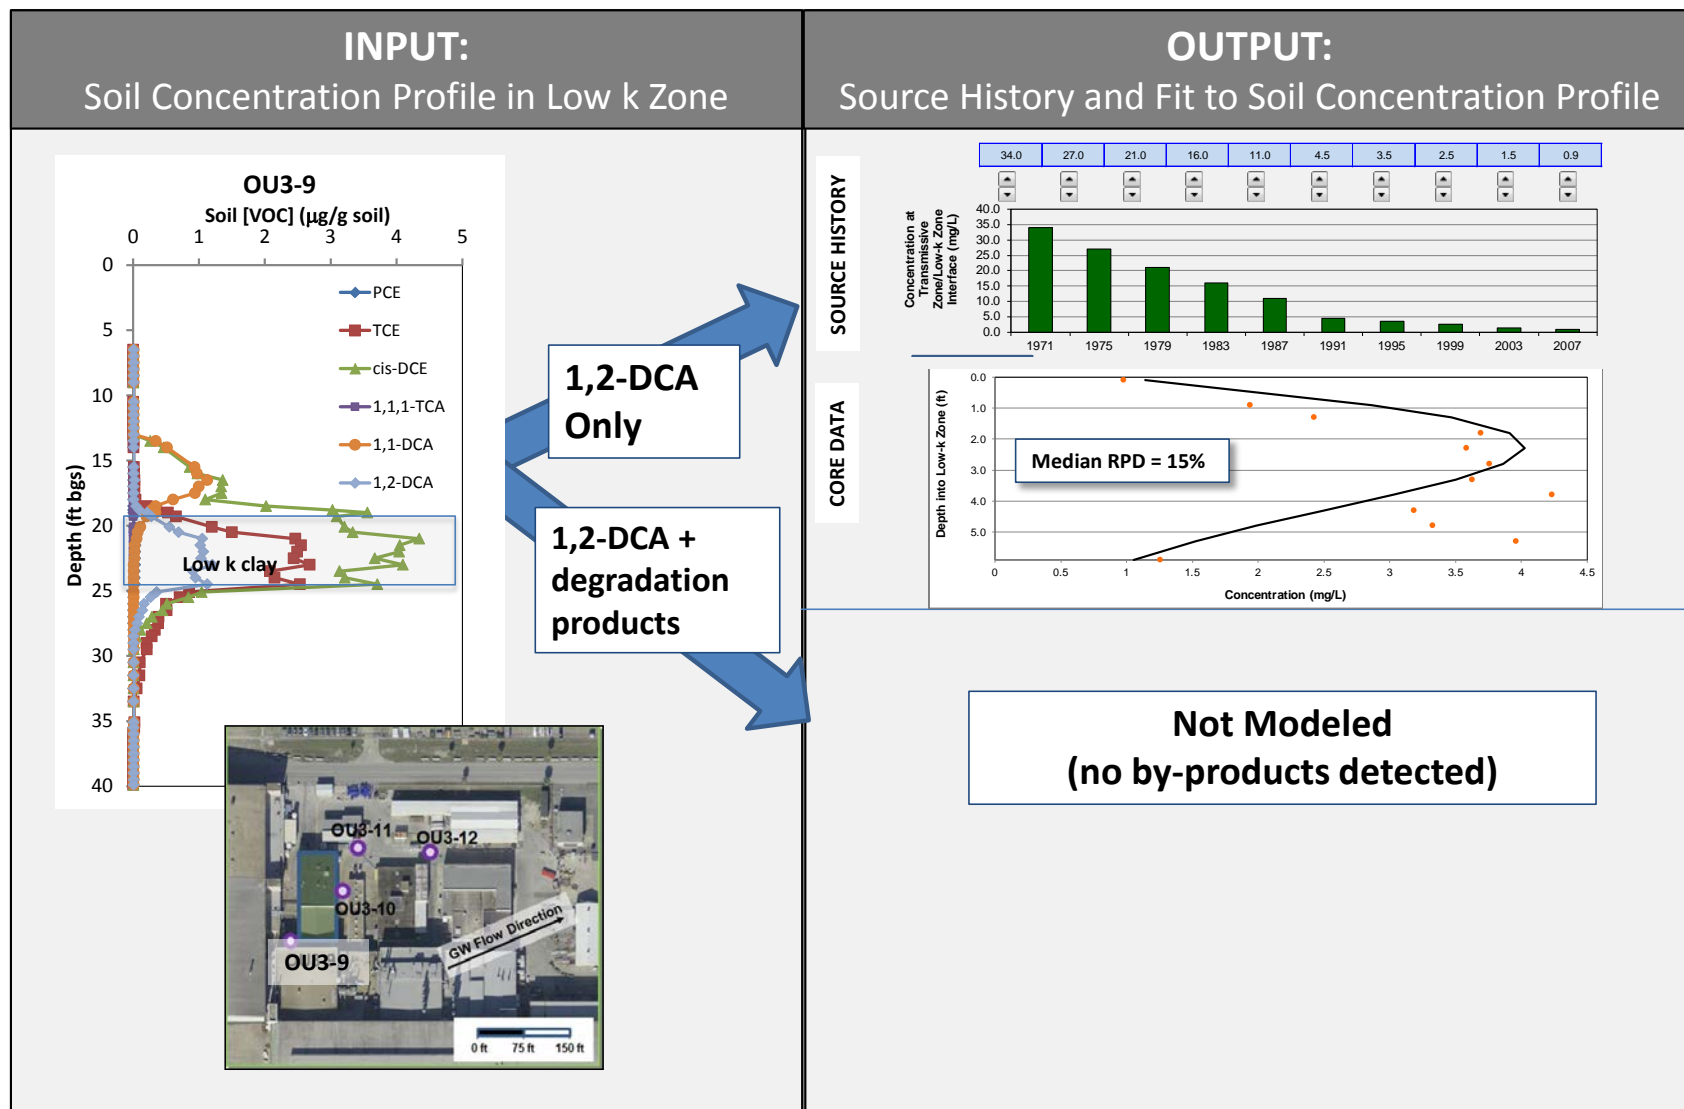 INPUT:
Soil Concentration Profile in Low k Zone
OUTPUT:
Source History and Fit to Soil Concentration Profile
OU3-9
Soil [VOC] (µg/g soil)
0 1 2 3 4 5
Depth (ft bgs)
0
5
10
15
20
25
30
35
40
PCE
TCE
cis-DCE
1,1,1-TCA
1,1-DCA
1,2-DCA
Low k clay
1,2-DCA
Only
1,2-DCA +
degradation
products
OU3-11
OU3-12
OU3-10
OU3-9
GW Flow Direction
0 ft 75 ft 150 ft
SOURCE HISTORY
34.0 27.0 21.0 16.0 11.0 4.5 3.5 2.5 1.5 0.9
Concentration at
Transmissive
Zone/Low-k Zone
Interface (mg/L)
40.0
35.0
30.0
25.0
20.0
15.0
10.0
5.0
0.0
1971 1975 1979 1983 1987 1991 1995 1999 2003 2007
CORE DATA
Depth into Low-k Zone (ft)
0.0
1.0
2.0
3.0
4.0
5.0
Median RPD = 15%
0 0.5 1 1.5 2 2.5 3 3.5 4 4.5
Concentration (mg/L)
Not Modeled
(no by-products detected)